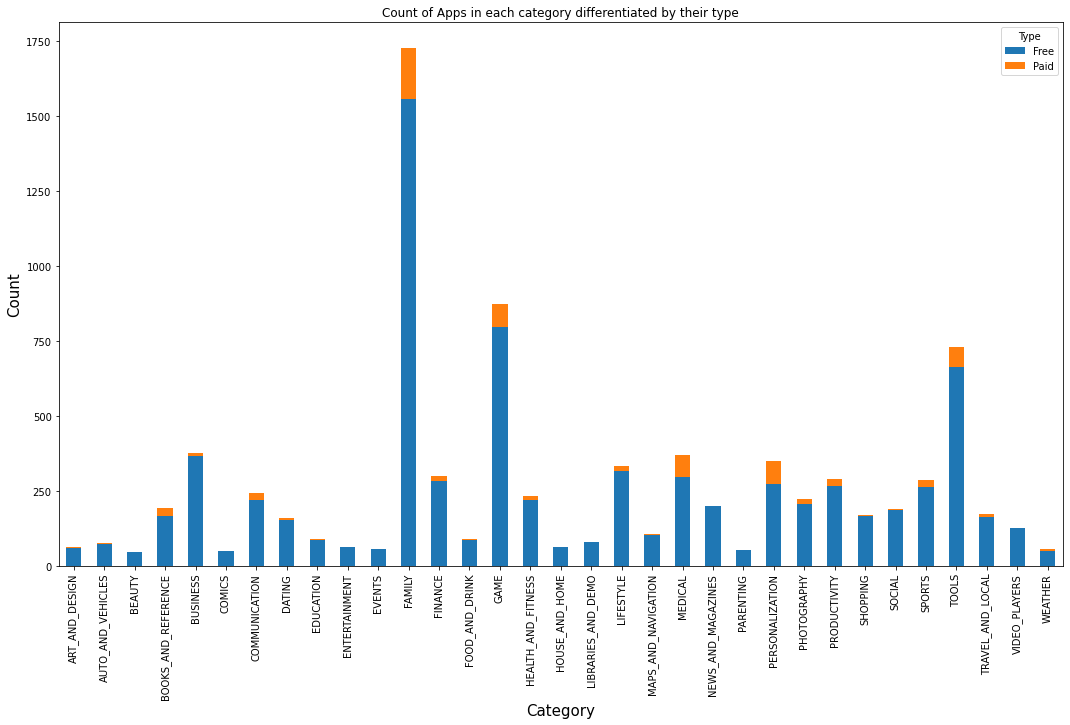 Count of Apps in each category differentiated by their type
Type
Free
Paid
Count
1750
1500
1250
1000
750
500
250
0
ART_AND_DESIGN
AUTO_AND_VEHICLES
BEAUTY
BOOKS_AND_REFERENCE
BUSINESS
COMICS
COMMUNICATION
DATING
EDUCATION
ENTERTAINMENT
EVENTS
FAMILY
FINANCE
FOOD_AND_DRINK
GAME
HEALTH_AND_FITNESS
HOUSE_AND_HOME
LIBRARIES_AND_DEMO
LIFESTYLE
MAPS_AND_NAVIGATION
MEDICAL
NEWS_AND_MAGAZINES
PARENTING
PERSONALIZATION
PHOTOGRAPHY
PRODUCTIVITY
SHOPPING
SOCIAL
SPORTS
TOOLS
TRAVEL_AND_LOCAL
VIDEO_PLAYERS
WEATHER
Category